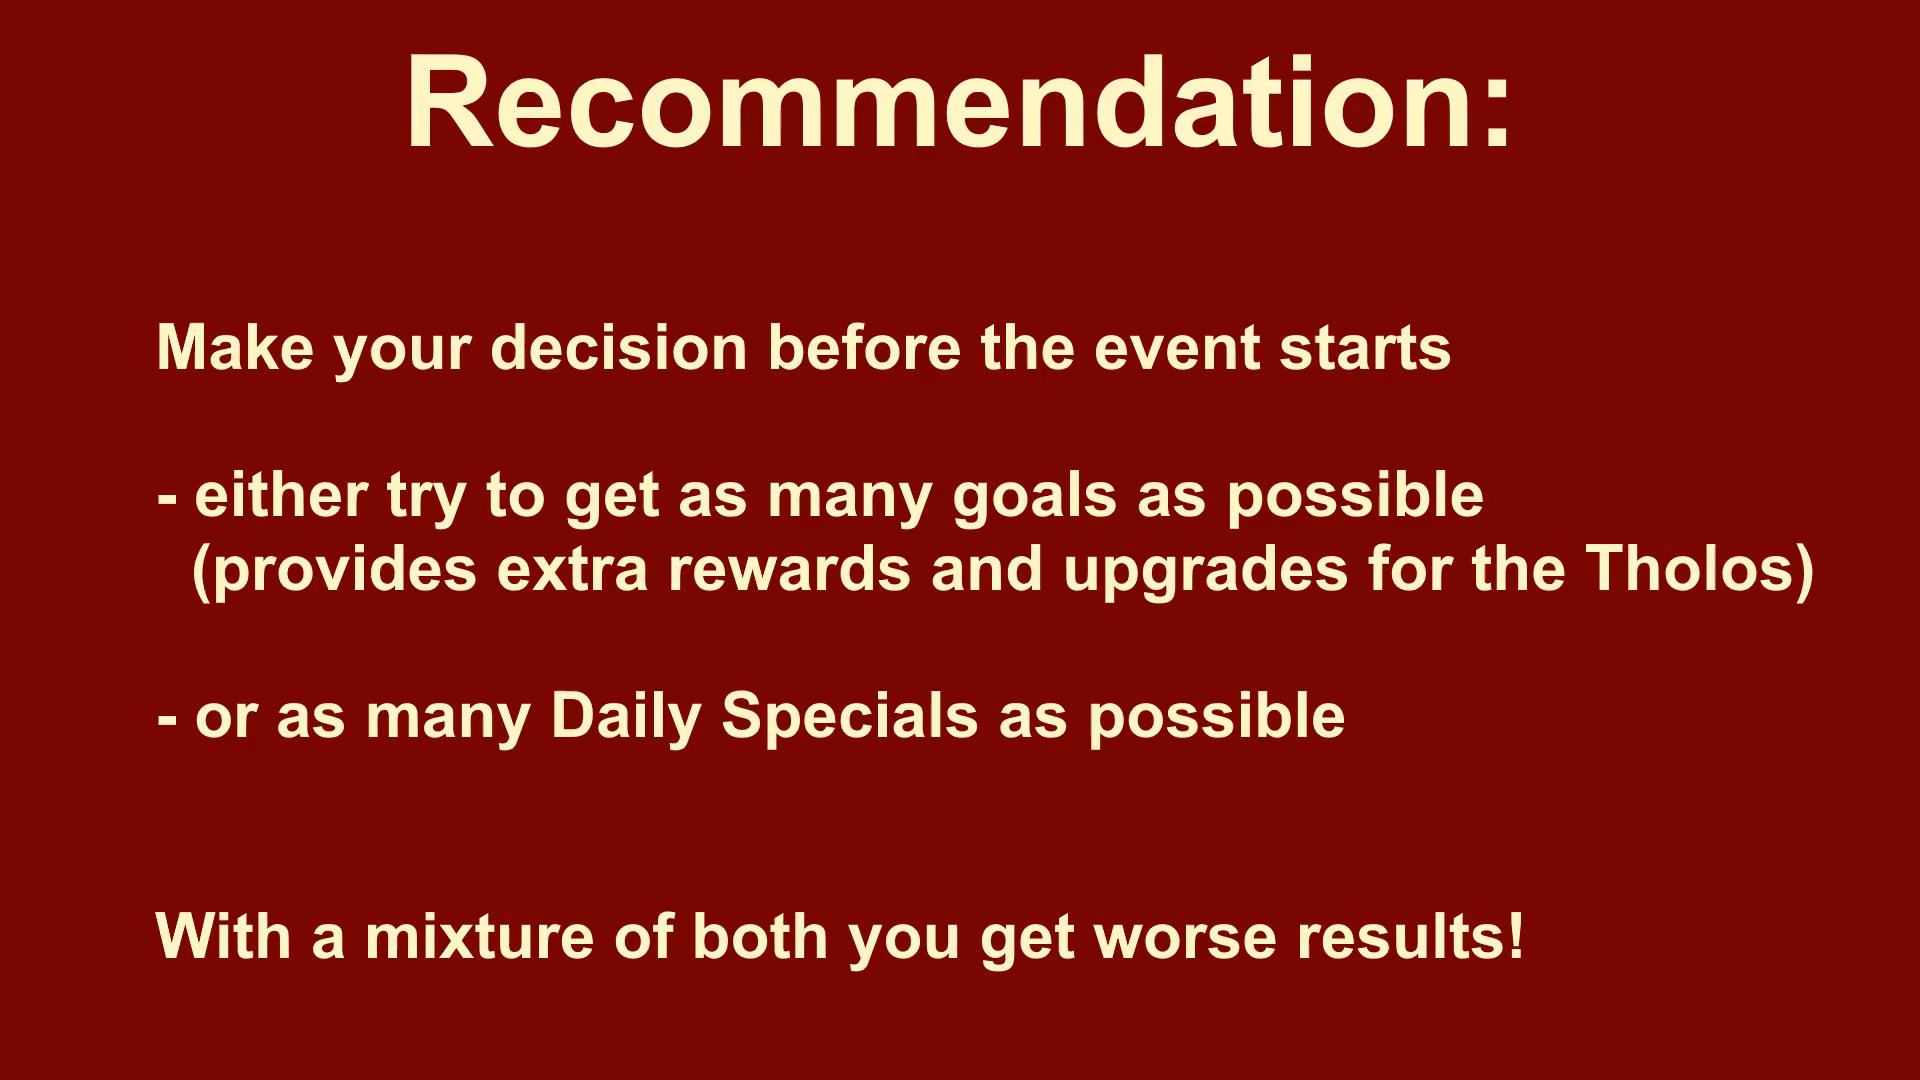 Recommendation:
Make your decision before the event starts
- either try to get as many goals as possible
(provides extra rewards and upgrades for the Tholos)
- or as many Daily Specials as possible
With a mixture of both you get worse results!